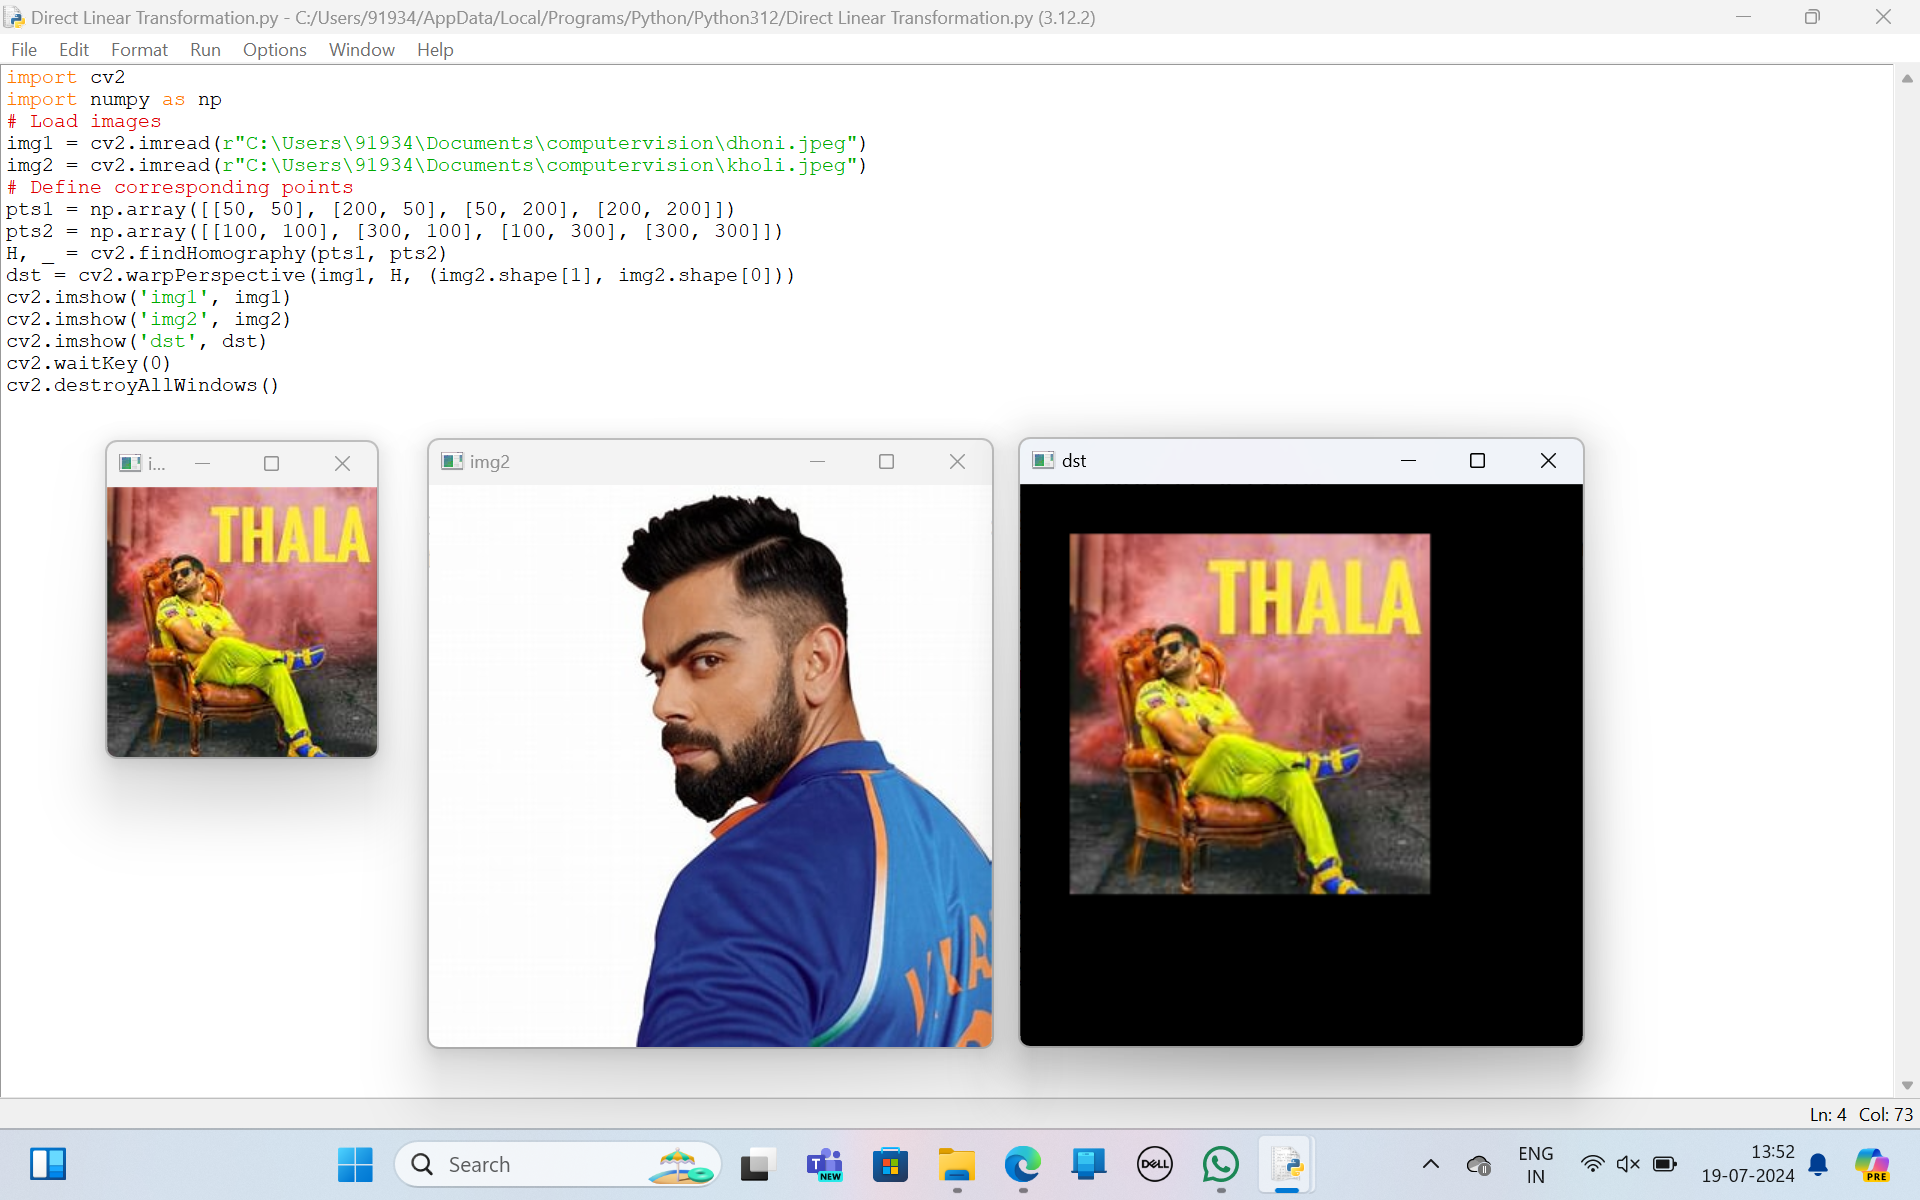 Direct Linear Transformation.py - C:/Users/91934/AppData/Local/Programs/Python/Python312/Direct Linear Transformation.py (3.12.2)
File Edit Format Run Options Window Help
import cv2
import numpy as np
# Load images
img1 = cv2.imread(r"C:\Users\91934\Documents\computervision\dhoni.jpeg")
img2 = cv2.imread(r"C:\Users\91934\Documents\computervision\kholi.jpeg")
# Define corresponding points
pts1 = np.array([[50, 50], [200, 50], [50, 200], [200, 200]])
pts2 = np.array([[100, 100], [300, 100], [100, 300], [300, 300]])
H, _ = cv2.findHomography(pts1, pts2)
dst = cv2.warpPerspective(img1, H, (img2.shape[1], img2.shape[0]))
cv2.imshow('img1', img1)
cv2.imshow('img2', img2)
cv2.imshow('dst', dst)
cv2.waitKey(0)
cv2.destroyAllWindows()
i... img2 dst
THALA
THALA
Ln: 4 Col: 73
Search
NEW
DELL
ENG
IN
13:52
19-07-2024
PRE